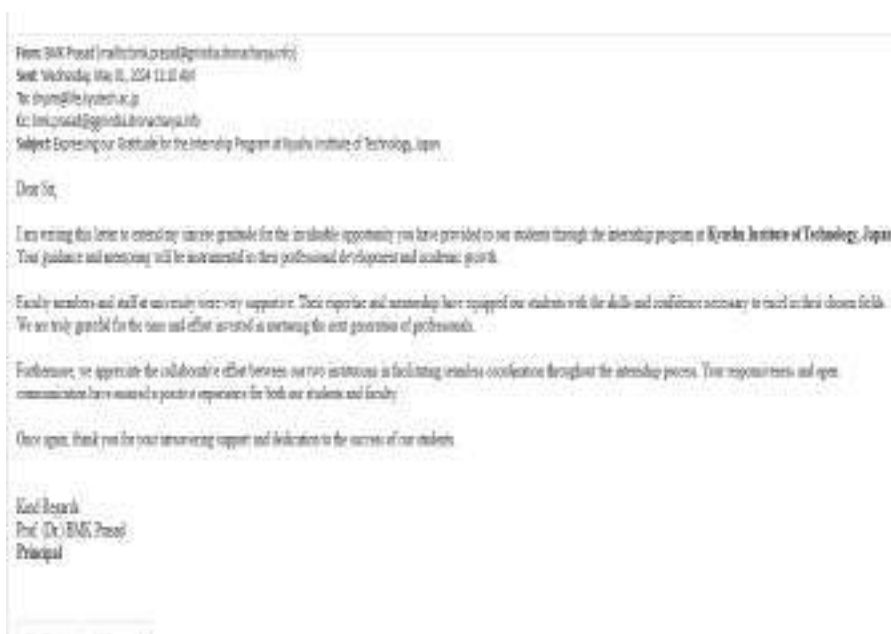 From: BMK Prasad
Sent: Wednesday, May 01, 2024 11:10 AM
To:
Cc:
Subject: Expressing our Gratitude for the Internship Program at Kyushu Institute of Technology, Japan
Dear Sir,
I am writing this letter to extend my sincere gratitude for the invaluable opportunity you have provided to our students through the internship program at Kyushu Institute of Technology, Japan
Your guidance and mentoring will be instrumental in their professional development and academic growth.
Faculty members and staff at university were very supportive. Their expertise and mentorship have equipped our students with the skills and confidence necessary to excel in their chosen fields.
We are truly grateful for the time and effort invested in nurturing the next generation of professionals.
Furthermore, we appreciate the collaborative effort between our two institutions in facilitating seamless coordination throughout the internship process. Your responsiveness and open
communication have ensured a positive experience for both our students and faculty.
Once again, thank you for your unwavering support and dedication to the success of our students.
Kind Regards
Prof. (Dr.) BMK Prasad
Principal